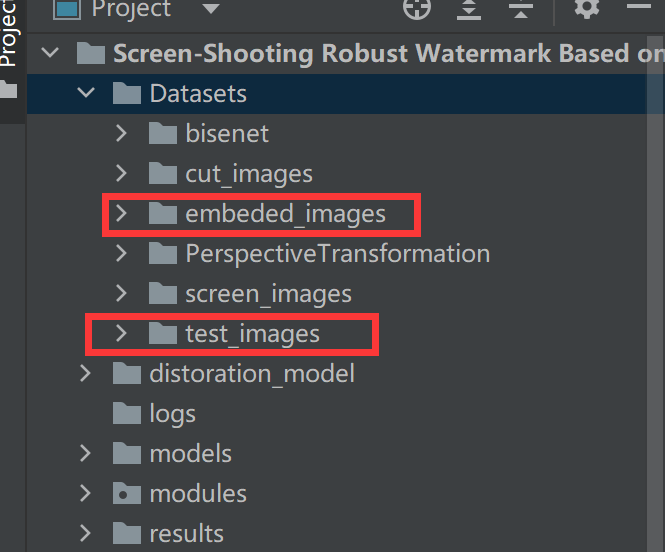 Project
Project
Screen-Shooting Robust Watermark Based on
Datasets
bisenet
cut_images
embeded_images
PerspectiveTransformation
screen_images
test_images
distoration_model
logs
models
modules
results